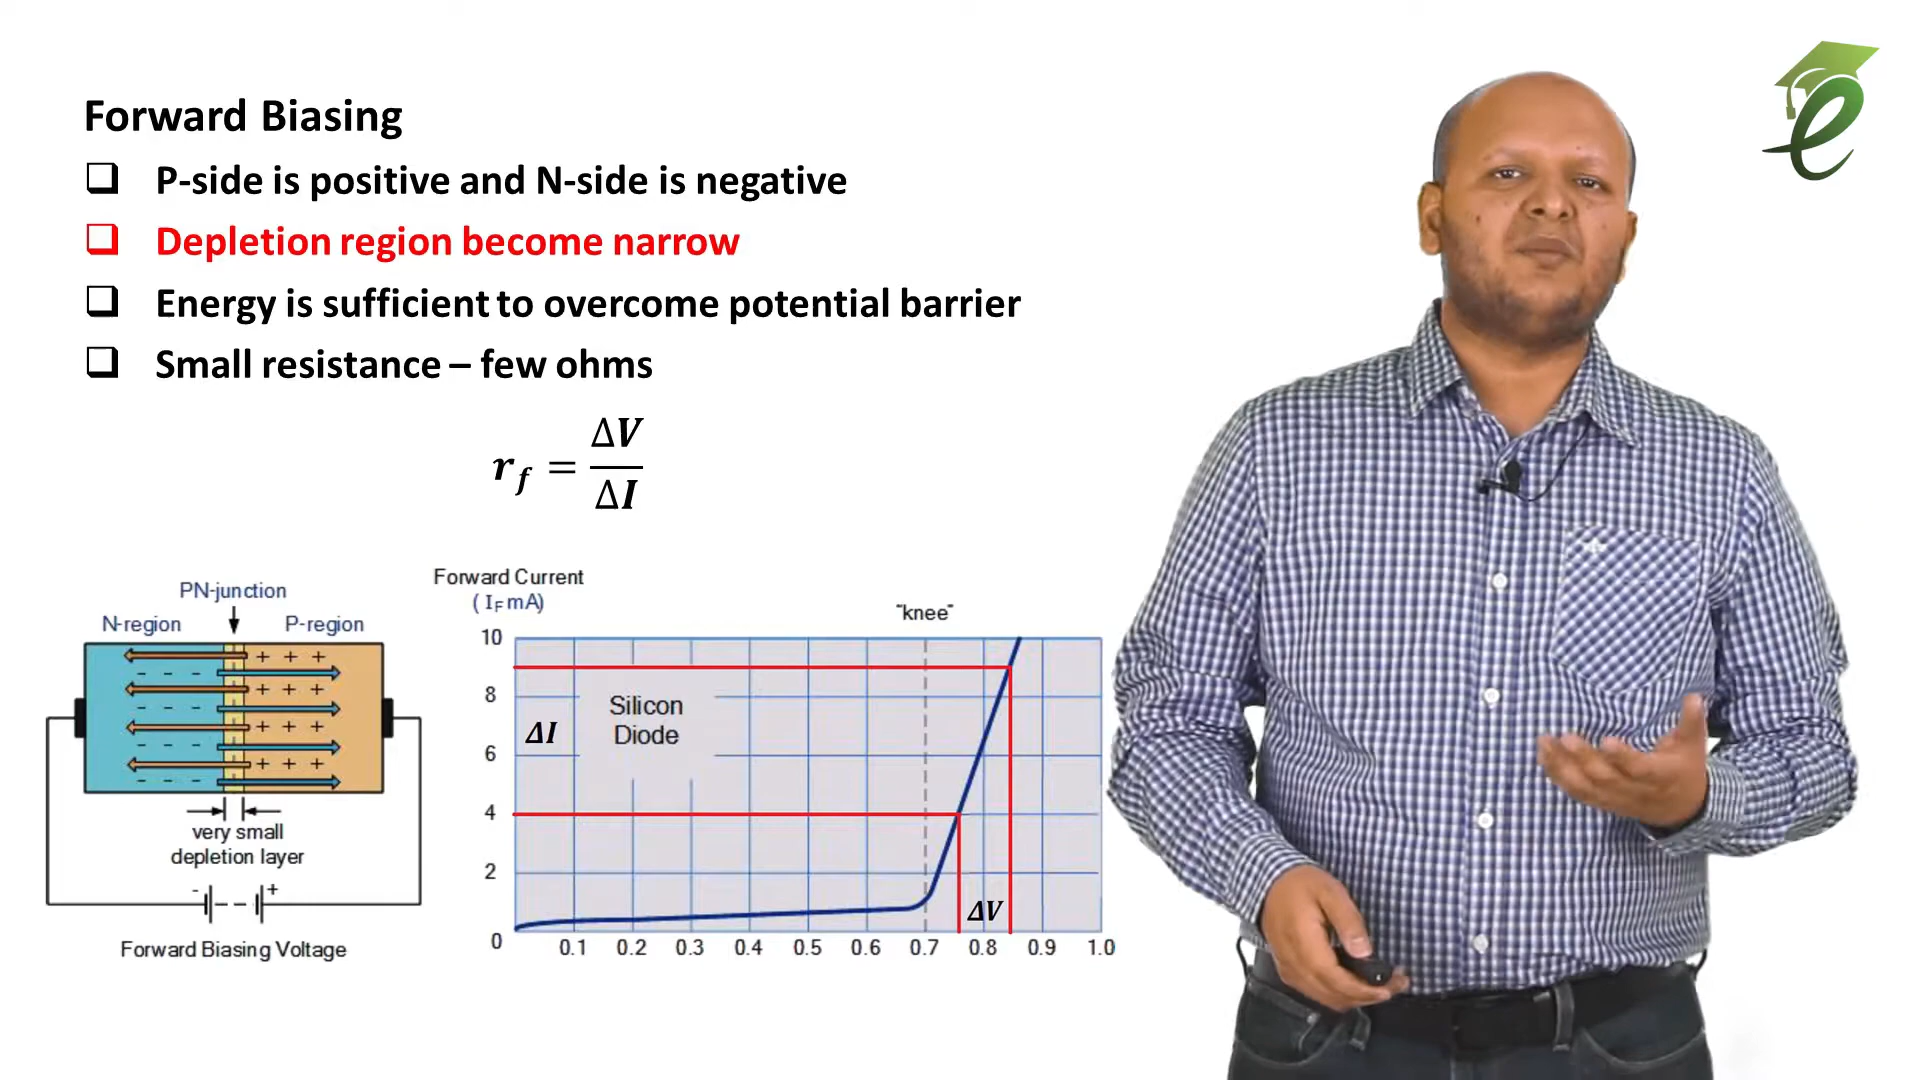 Forward Biasing
P-side is positive and N-side is negative
Depletion region become narrow
Energy is sufficient to overcome potential barrier
Small resistance – few ohms
r_f = ΔV / ΔI
PN-junction
N-region
P-region
+ + +
- - -
+ + +
- - -
+ + +
- - -
+ + +
- - -
very small
depletion layer
- +
Forward Biasing Voltage
Forward Current
( I_F mA)
"knee"
10
8
6
4
2
0
Silicon
Diode
ΔI
ΔV
0.1 0.2 0.3 0.4 0.5 0.6 0.7 0.8 0.9 1.0
e